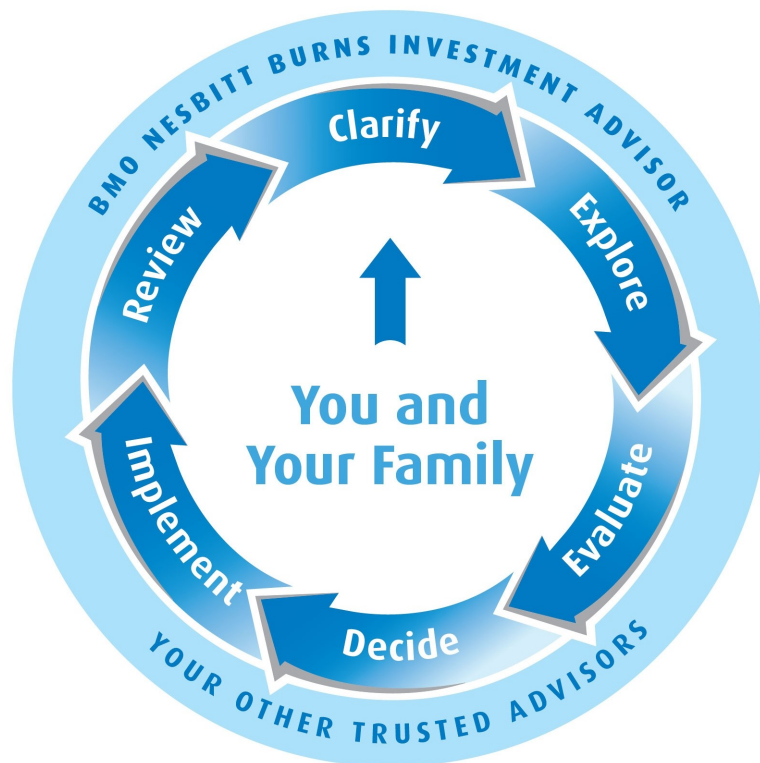 BMO NESBITT BURNS INVESTMENT ADVISOR
Clarify
Explore
Evaluate
Decide
Implement
Review
You and
Your Family
YOUR OTHER TRUSTED ADVISORS